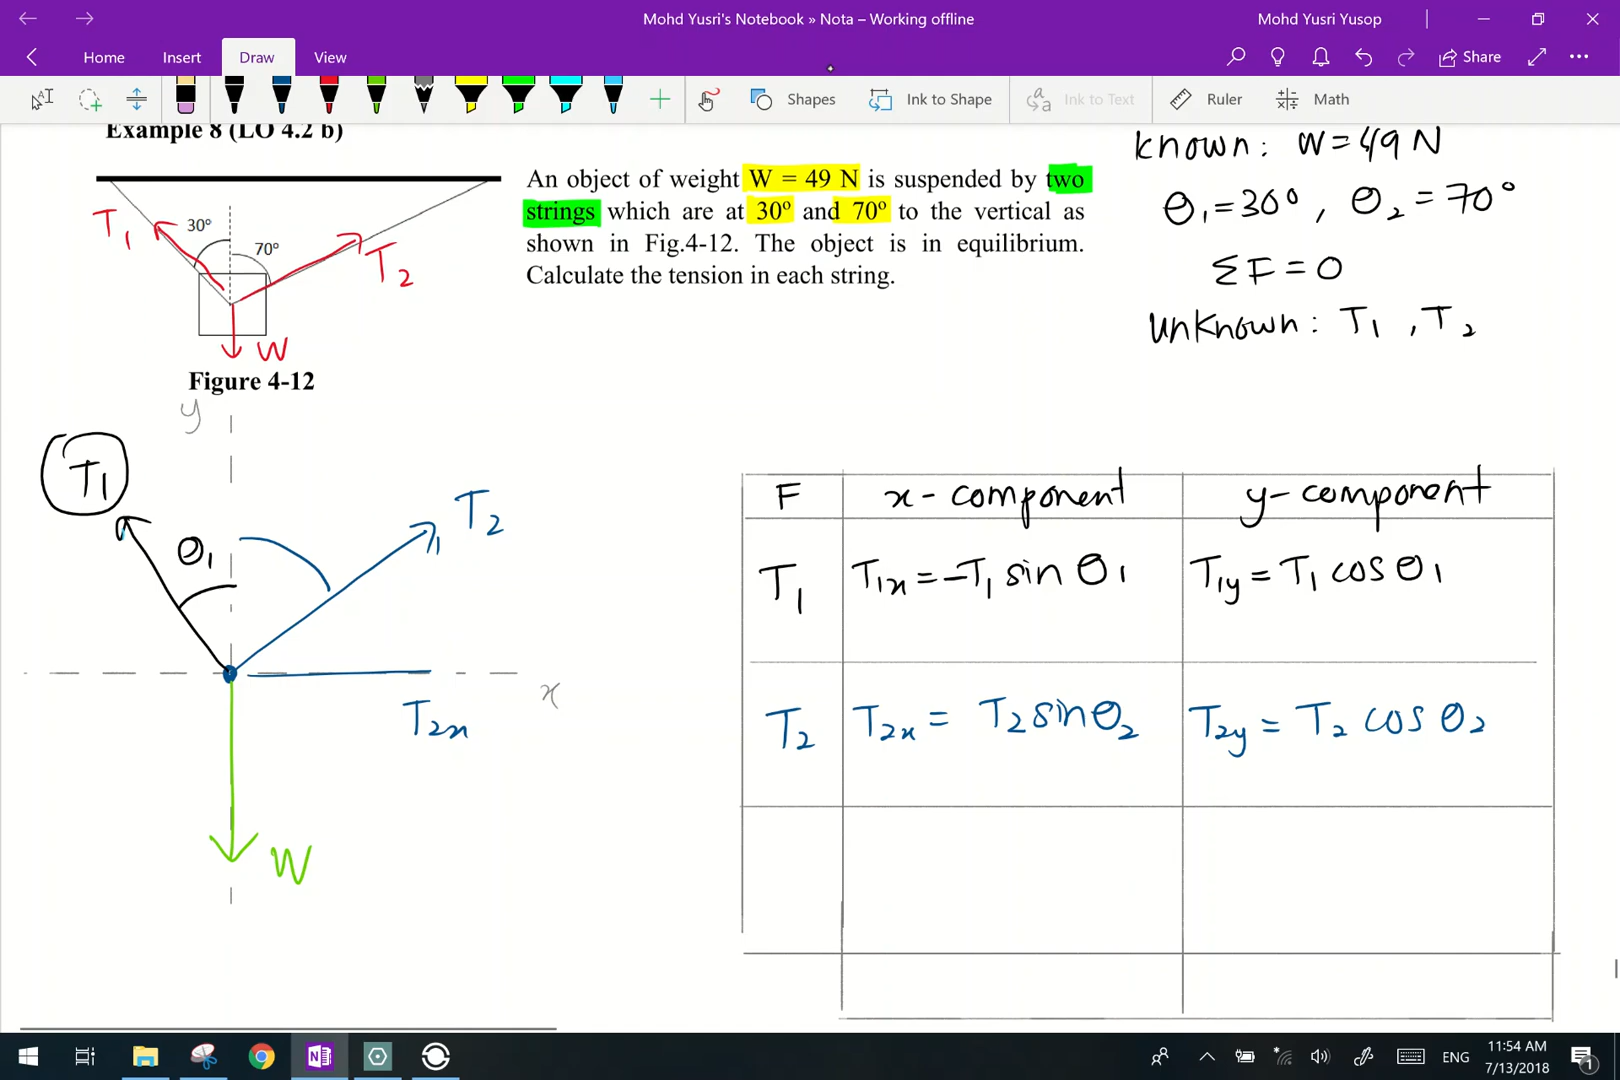 Mohd Yusri's Notebook » Nota – Working offline
Mohd Yusri Yusop
Home Insert Draw View
Share
Shapes Ink to Shape Ink to Text Ruler Math
Example 8 (LO 4.2 b)
An object of weight W = 49 N is suspended by two
strings which are at 30º and 70º to the vertical as
shown in Fig.4-12. The object is in equilibrium.
Calculate the tension in each string.
known: W = 49 N
θ₁ = 30°, θ₂ = 70°
ΣF = 0
unknown: T₁, T₂
T₁
30º
70º
T₂
W
Figure 4-12
y
T₁
θ₁
T₂
x
T₂ₓ
W
F x-component y-component
T₁ T₁ₓ = -T₁ sin θ₁ T₁y = T₁ cos θ₁
T₂ T₂ₓ = T₂ sin θ₂ T₂y = T₂ cos θ₂
ENG
11:54 AM
7/13/2018
1